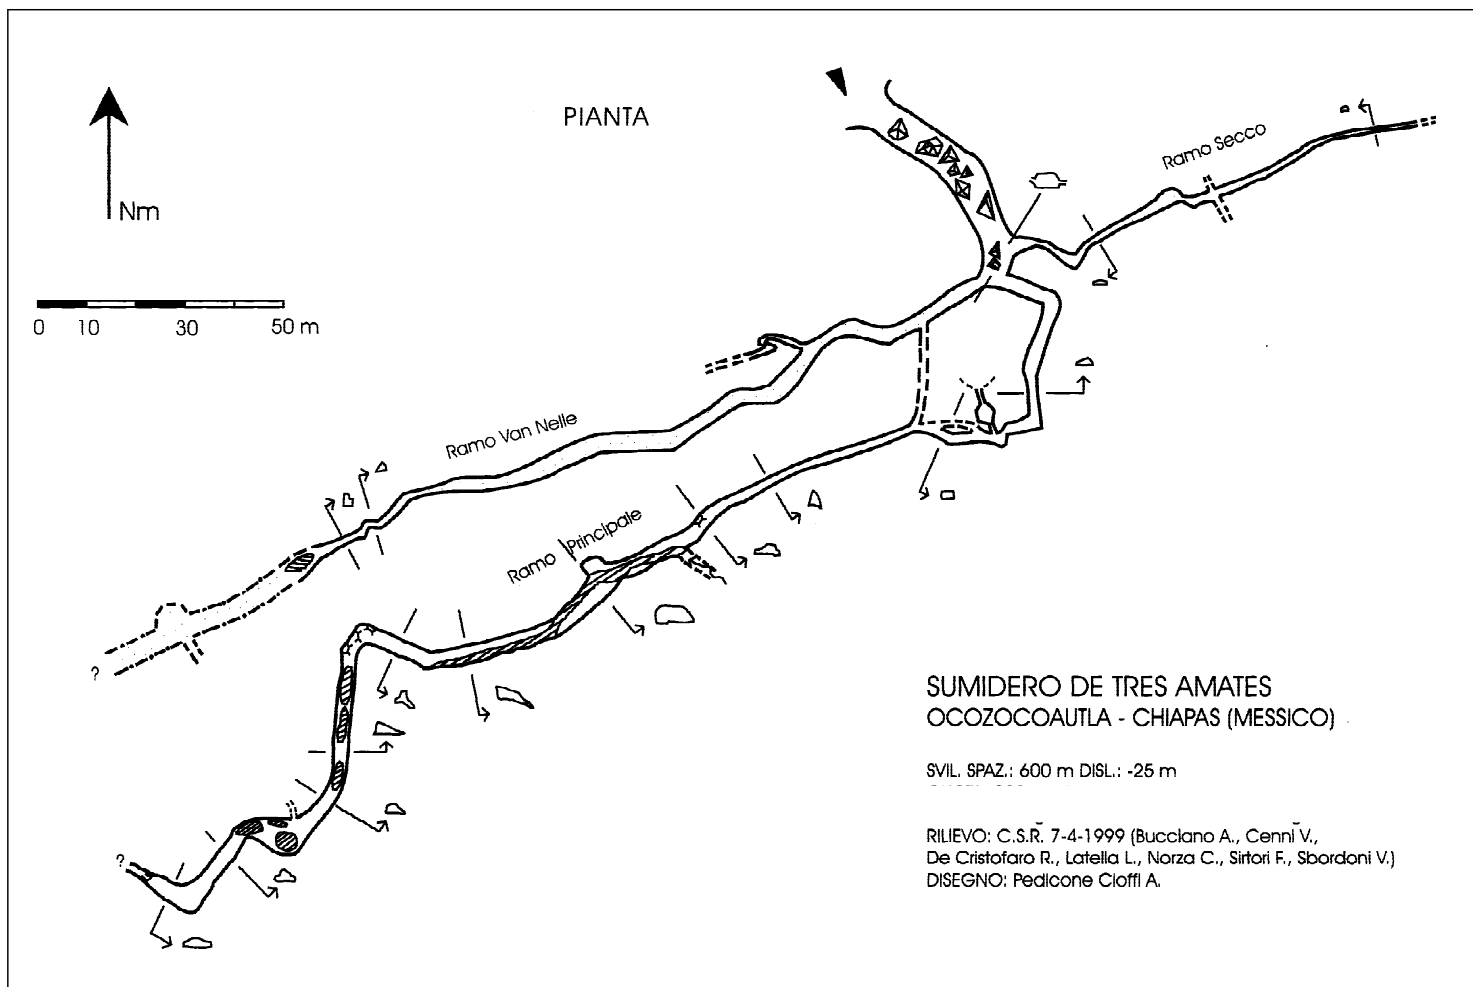 PIANTA
Nm
0 10 30 50 m
Ramo Secco
Ramo Van Nelle
Ramo Principale
?
?
SUMIDERO DE TRES AMATES
OCOZOCOAUTLA - CHIAPAS (MESSICO)
SVIL. SPAZ.: 600 m DISL.: -25 m
RILIEVO: C.S.R. 7-4-1999 (Bucciano A., Cenni V.,
De Cristofaro R., Latella L., Norza C., Sirtori F., Sbordoni V.)
DISEGNO: Pedicone Cioffi A.